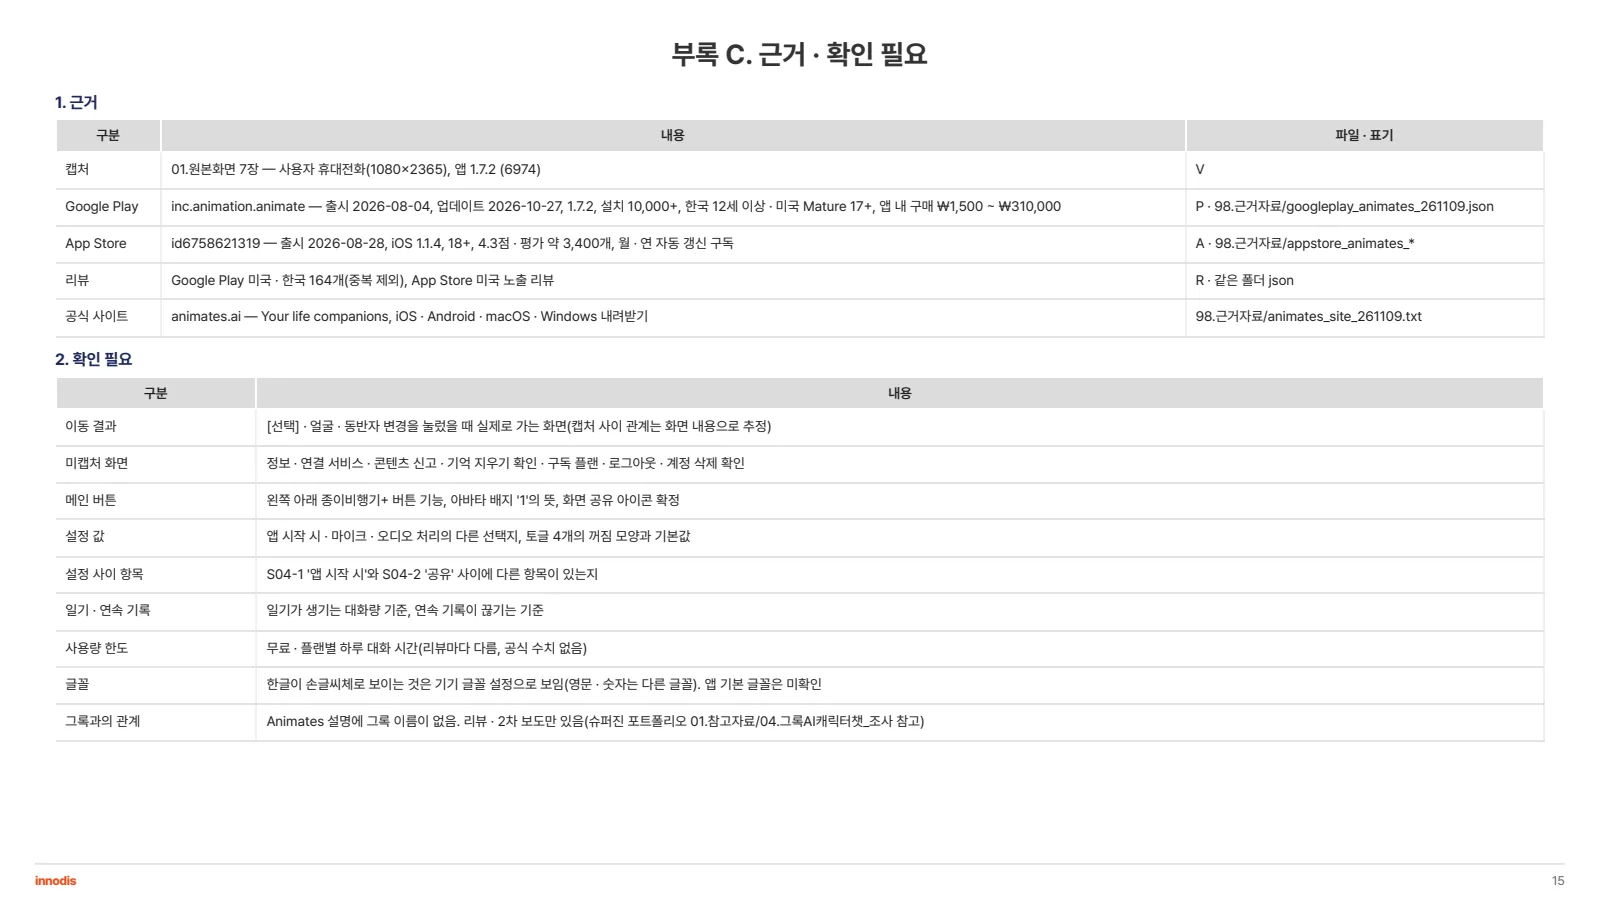 부록 C. 근거 · 확인 필요
1. 근거
구분 내용 파일 · 표기
캡처 01.원본화면 7장 — 사용자 휴대전화(1080×2365), 앱 1.7.2 (6974) V
Google Play inc.animation.animate — 출시 2026-08-04, 업데이트 2026-10-27, 1.7.2, 설치 10,000+, 한국 12세 이상 · 미국 Mature 17+, 앱 내 구매 ₩1,500 ~ ₩310,000 P · 98.근거자료/googleplay_animates_261109.json
App Store id6758621319 — 출시 2026-08-28, iOS 1.1.4, 18+, 4.3점 · 평가 약 3,400개, 월 · 연 자동 갱신 구독 A · 98.근거자료/appstore_animates_*
리뷰 Google Play 미국 · 한국 164개(중복 제외), App Store 미국 노출 리뷰 R · 같은 폴더 json
공식 사이트 animates.ai — Your life companions, iOS · Android · macOS · Windows 내려받기 98.근거자료/animates_site_261109.txt
2. 확인 필요
구분 내용
이동 결과 [선택] · 얼굴 · 동반자 변경을 눌렀을 때 실제로 가는 화면(캡처 사이 관계는 화면 내용으로 추정)
미캡처 화면 정보 · 연결 서비스 · 콘텐츠 신고 · 기억 지우기 확인 · 구독 플랜 · 로그아웃 · 계정 삭제 확인
메인 버튼 왼쪽 아래 종이비행기+ 버튼 기능, 아바타 배지 '1'의 뜻, 화면 공유 아이콘 확정
설정 값 앱 시작 시 · 마이크 · 오디오 처리의 다른 선택지, 토글 4개의 꺼짐 모양과 기본값
설정 사이 항목 S04-1 '앱 시작 시'와 S04-2 '공유' 사이에 다른 항목이 있는지
일기 · 연속 기록 일기가 생기는 대화량 기준, 연속 기록이 끊기는 기준
사용량 한도 무료 · 플랜별 하루 대화 시간(리뷰마다 다름, 공식 수치 없음)
글꼴 한글이 손글씨체로 보이는 것은 기기 글꼴 설정으로 보임(영문 · 숫자는 다른 글꼴). 앱 기본 글꼴은 미확인
그록과의 관계 Animates 설명에 그록 이름이 없음. 리뷰 · 2차 보도만 있음(슈퍼진 포트폴리오 01.참고자료/04.그록AI캐릭터챗_조사 참고)
innodis 15